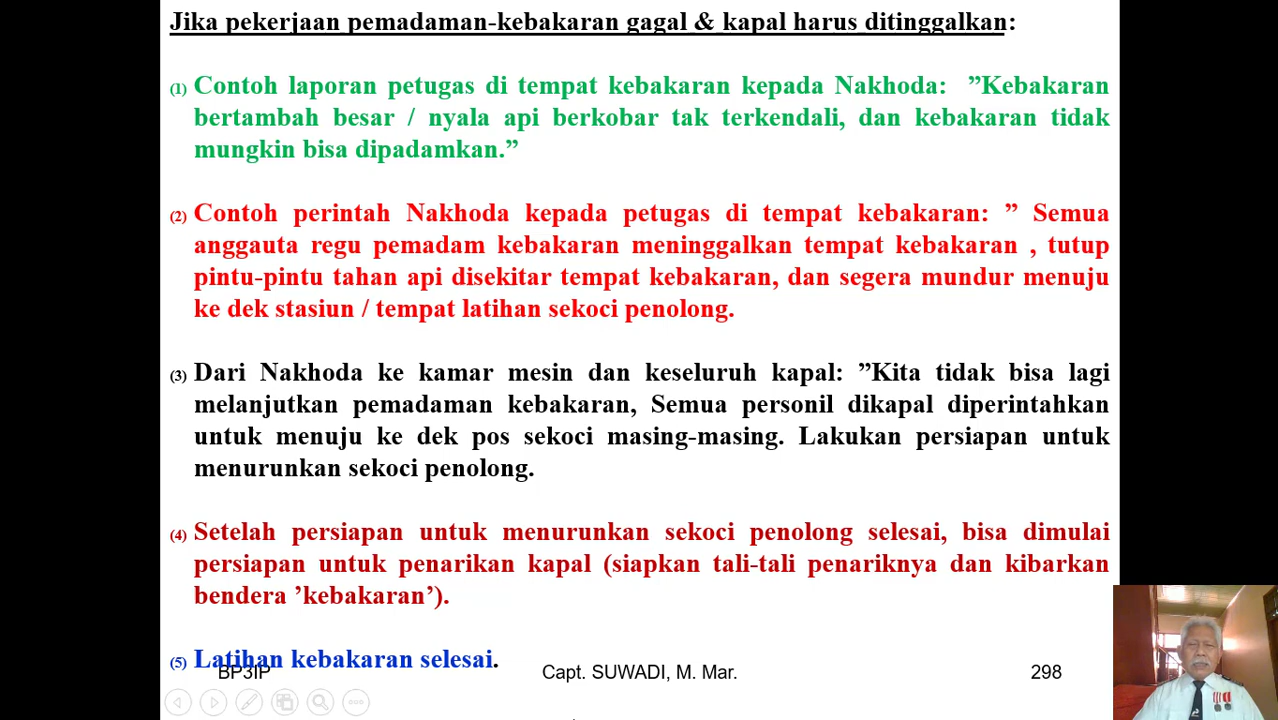 Jika pekerjaan pemadaman-kebakaran gagal & kapal harus ditinggalkan:
(1) Contoh laporan petugas di tempat kebakaran kepada Nakhoda: ”Kebakaran
bertambah besar / nyala api berkobar tak terkendali, dan kebakaran tidak
mungkin bisa dipadamkan.”
(2) Contoh perintah Nakhoda kepada petugas di tempat kebakaran: ” Semua
anggauta regu pemadam kebakaran meninggalkan tempat kebakaran , tutup
pintu-pintu tahan api disekitar tempat kebakaran, dan segera mundur menuju
ke dek stasiun / tempat latihan sekoci penolong.
(3) Dari Nakhoda ke kamar mesin dan keseluruh kapal: ”Kita tidak bisa lagi
melanjutkan pemadaman kebakaran, Semua personil dikapal diperintahkan
untuk menuju ke dek pos sekoci masing-masing. Lakukan persiapan untuk
menurunkan sekoci penolong.
(4) Setelah persiapan untuk menurunkan sekoci penolong selesai, bisa dimulai
persiapan untuk penarikan kapal (siapkan tali-tali penariknya dan kibarkan
bendera ’kebakaran’).
(5) Latihan kebakaran selesai.
BP3IP Capt. SUWADI, M. Mar. 298